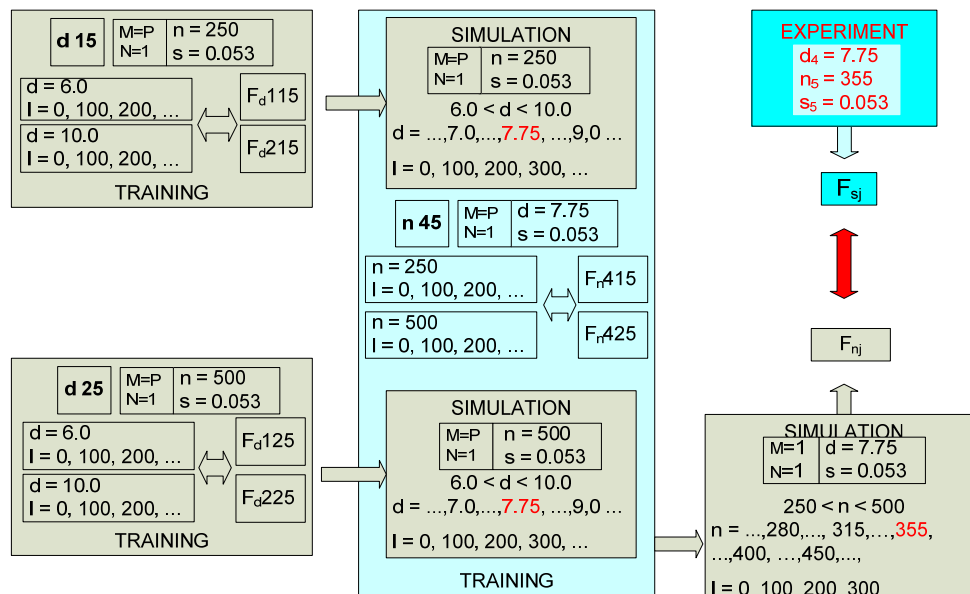 d 15
M=P
N=1
n = 250
s = 0.053
d = 6.0
l = 0, 100, 200, ...
d = 10.0
l = 0, 100, 200, ...
Fd115
Fd215
TRAINING
d 25
M=P
N=1
n = 500
s = 0.053
d = 6.0
l = 0, 100, 200, ...
d = 10.0
l = 0, 100, 200, ...
Fd125
Fd225
TRAINING
SIMULATION
M=P
N=1
n = 250
s = 0.053
6.0 < d < 10.0
d = ...,7.0,...,7.75, ...,9,0 ...
l = 0, 100, 200, 300, ...
n 45
M=P
N=1
d = 7.75
s = 0.053
n = 250
l = 0, 100, 200, ...
n = 500
l = 0, 100, 200, ...
Fn415
Fn425
SIMULATION
M=P
N=1
n = 500
s = 0.053
6.0 < d < 10.0
d = ...,7.0,...,7.75, ...,9,0 ...
l = 0, 100, 200, 300, ...
TRAINING
EXPERIMENT
d4 = 7.75
n5 = 355
s5 = 0.053
Fsj
Fnj
SIMULATION
M=1
N=1
d = 7.75
s = 0.053
250 < n < 500
n = ...,280,..., 315,...,355,
...,400, ...,450,...,
l = 0, 100, 200, 300